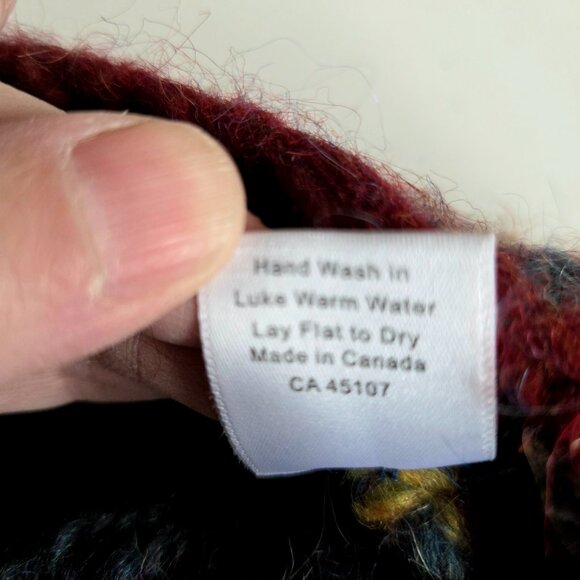 Hand Wash in
Luke Warm Water
Lay Flat to Dry
Made in Canada
CA 45107